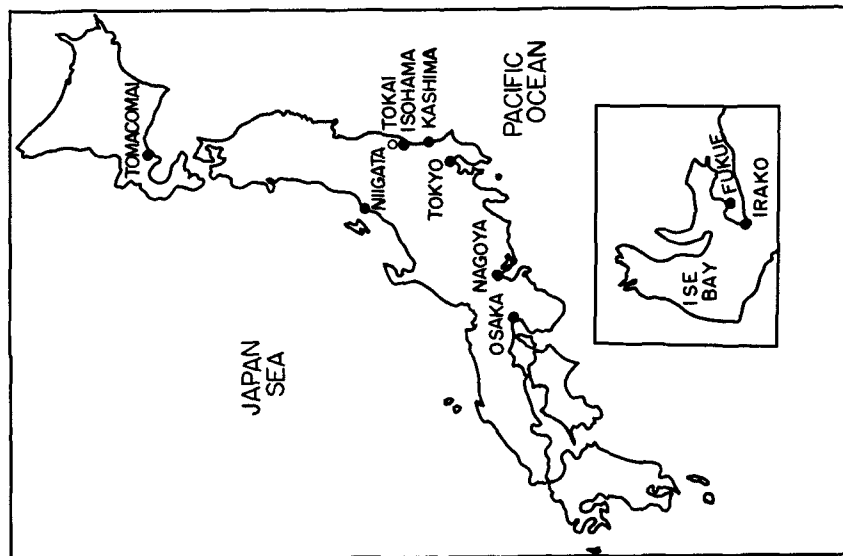 TOMACOMAI
TOKAI
ISOHAMA
KASHIMA
PACIFIC
OCEAN
NIIGATA
TOKYO
NAGOYA
OSAKA
JAPAN
SEA
FUKUE
IRAKO
ISE
BAY